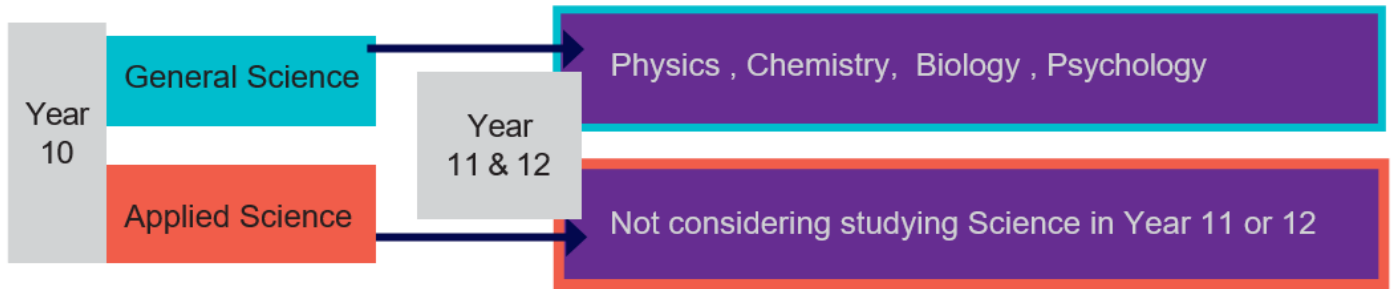 Year
10
General Science
Applied Science
Year
11 & 12
Physics , Chemistry, Biology , Psychology
Not considering studying Science in Year 11 or 12